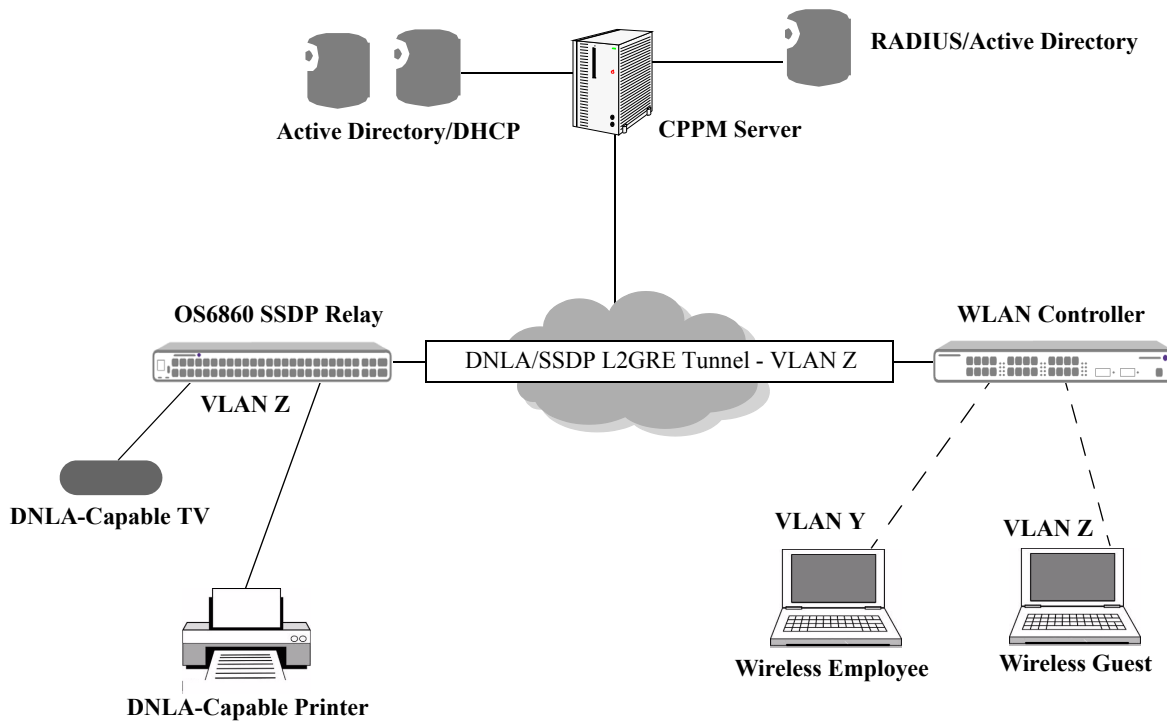 RADIUS/Active Directory
Active Directory/DHCP
CPPM Server
OS6860 SSDP Relay
WLAN Controller
DNLA/SSDP L2GRE Tunnel - VLAN Z
VLAN Z
DNLA-Capable TV
VLAN Y
VLAN Z
Wireless Employee
Wireless Guest
DNLA-Capable Printer